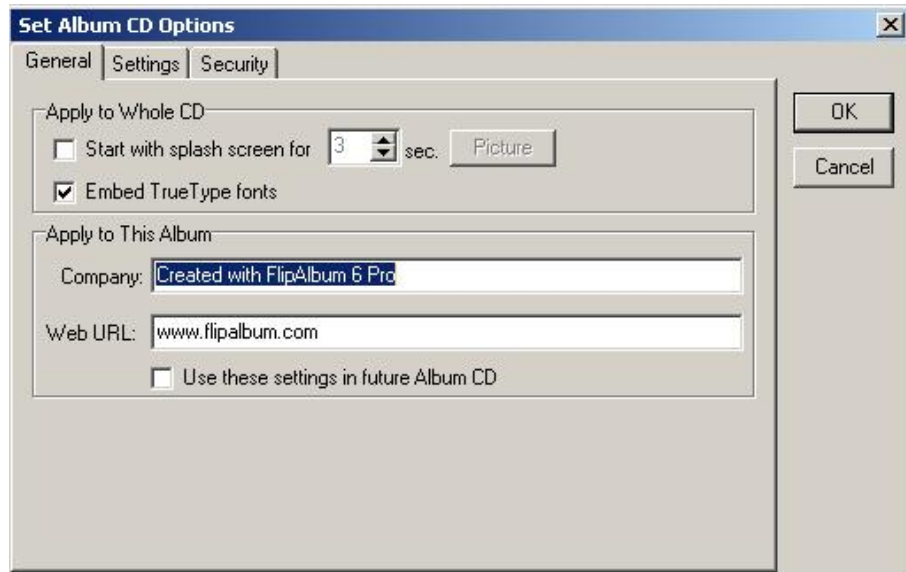 Set Album CD Options
General Settings Security
Apply to Whole CD
OK
Start with splash screen for 3 sec. Picture
Cancel
Embed TrueType fonts
Apply to This Album
Company: Created with FlipAlbum 6 Pro
Web URL: www.flipalbum.com
Use these settings in future Album CD